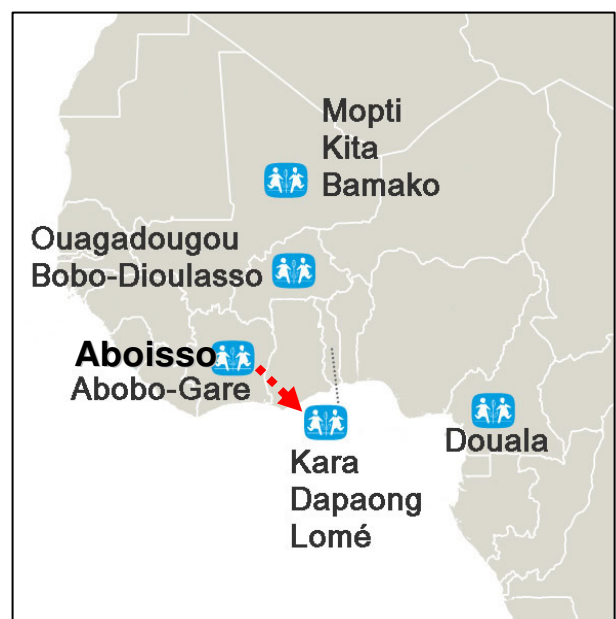 Mopti
Kita
Bamako
Ouagadougou
Bobo-Dioulasso
Aboisso
Abobo-Gare
Douala
Kara
Dapaong
Lomé